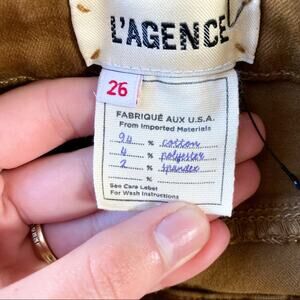 L'AGENCE
26
FABRIQUÉ AUX U.S.A.
From Imported Materials
94 % cotton
4 % polyester
2 % spandex
%
See Care Label
For Wash Instructions